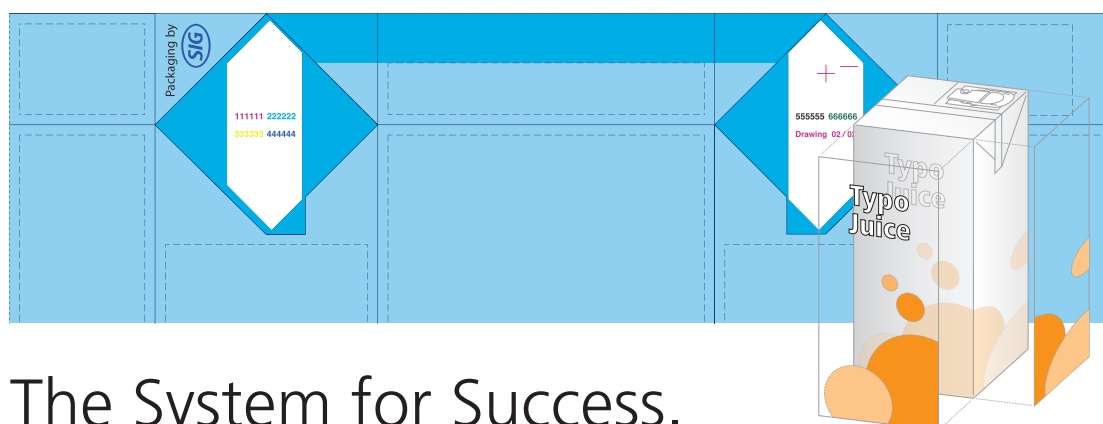 Packaging by
SIG
111111 222222
333333 444444
555555 666666
Drawing 02 / 02
Typo
Juice
Typo
Juice
The System for Success.